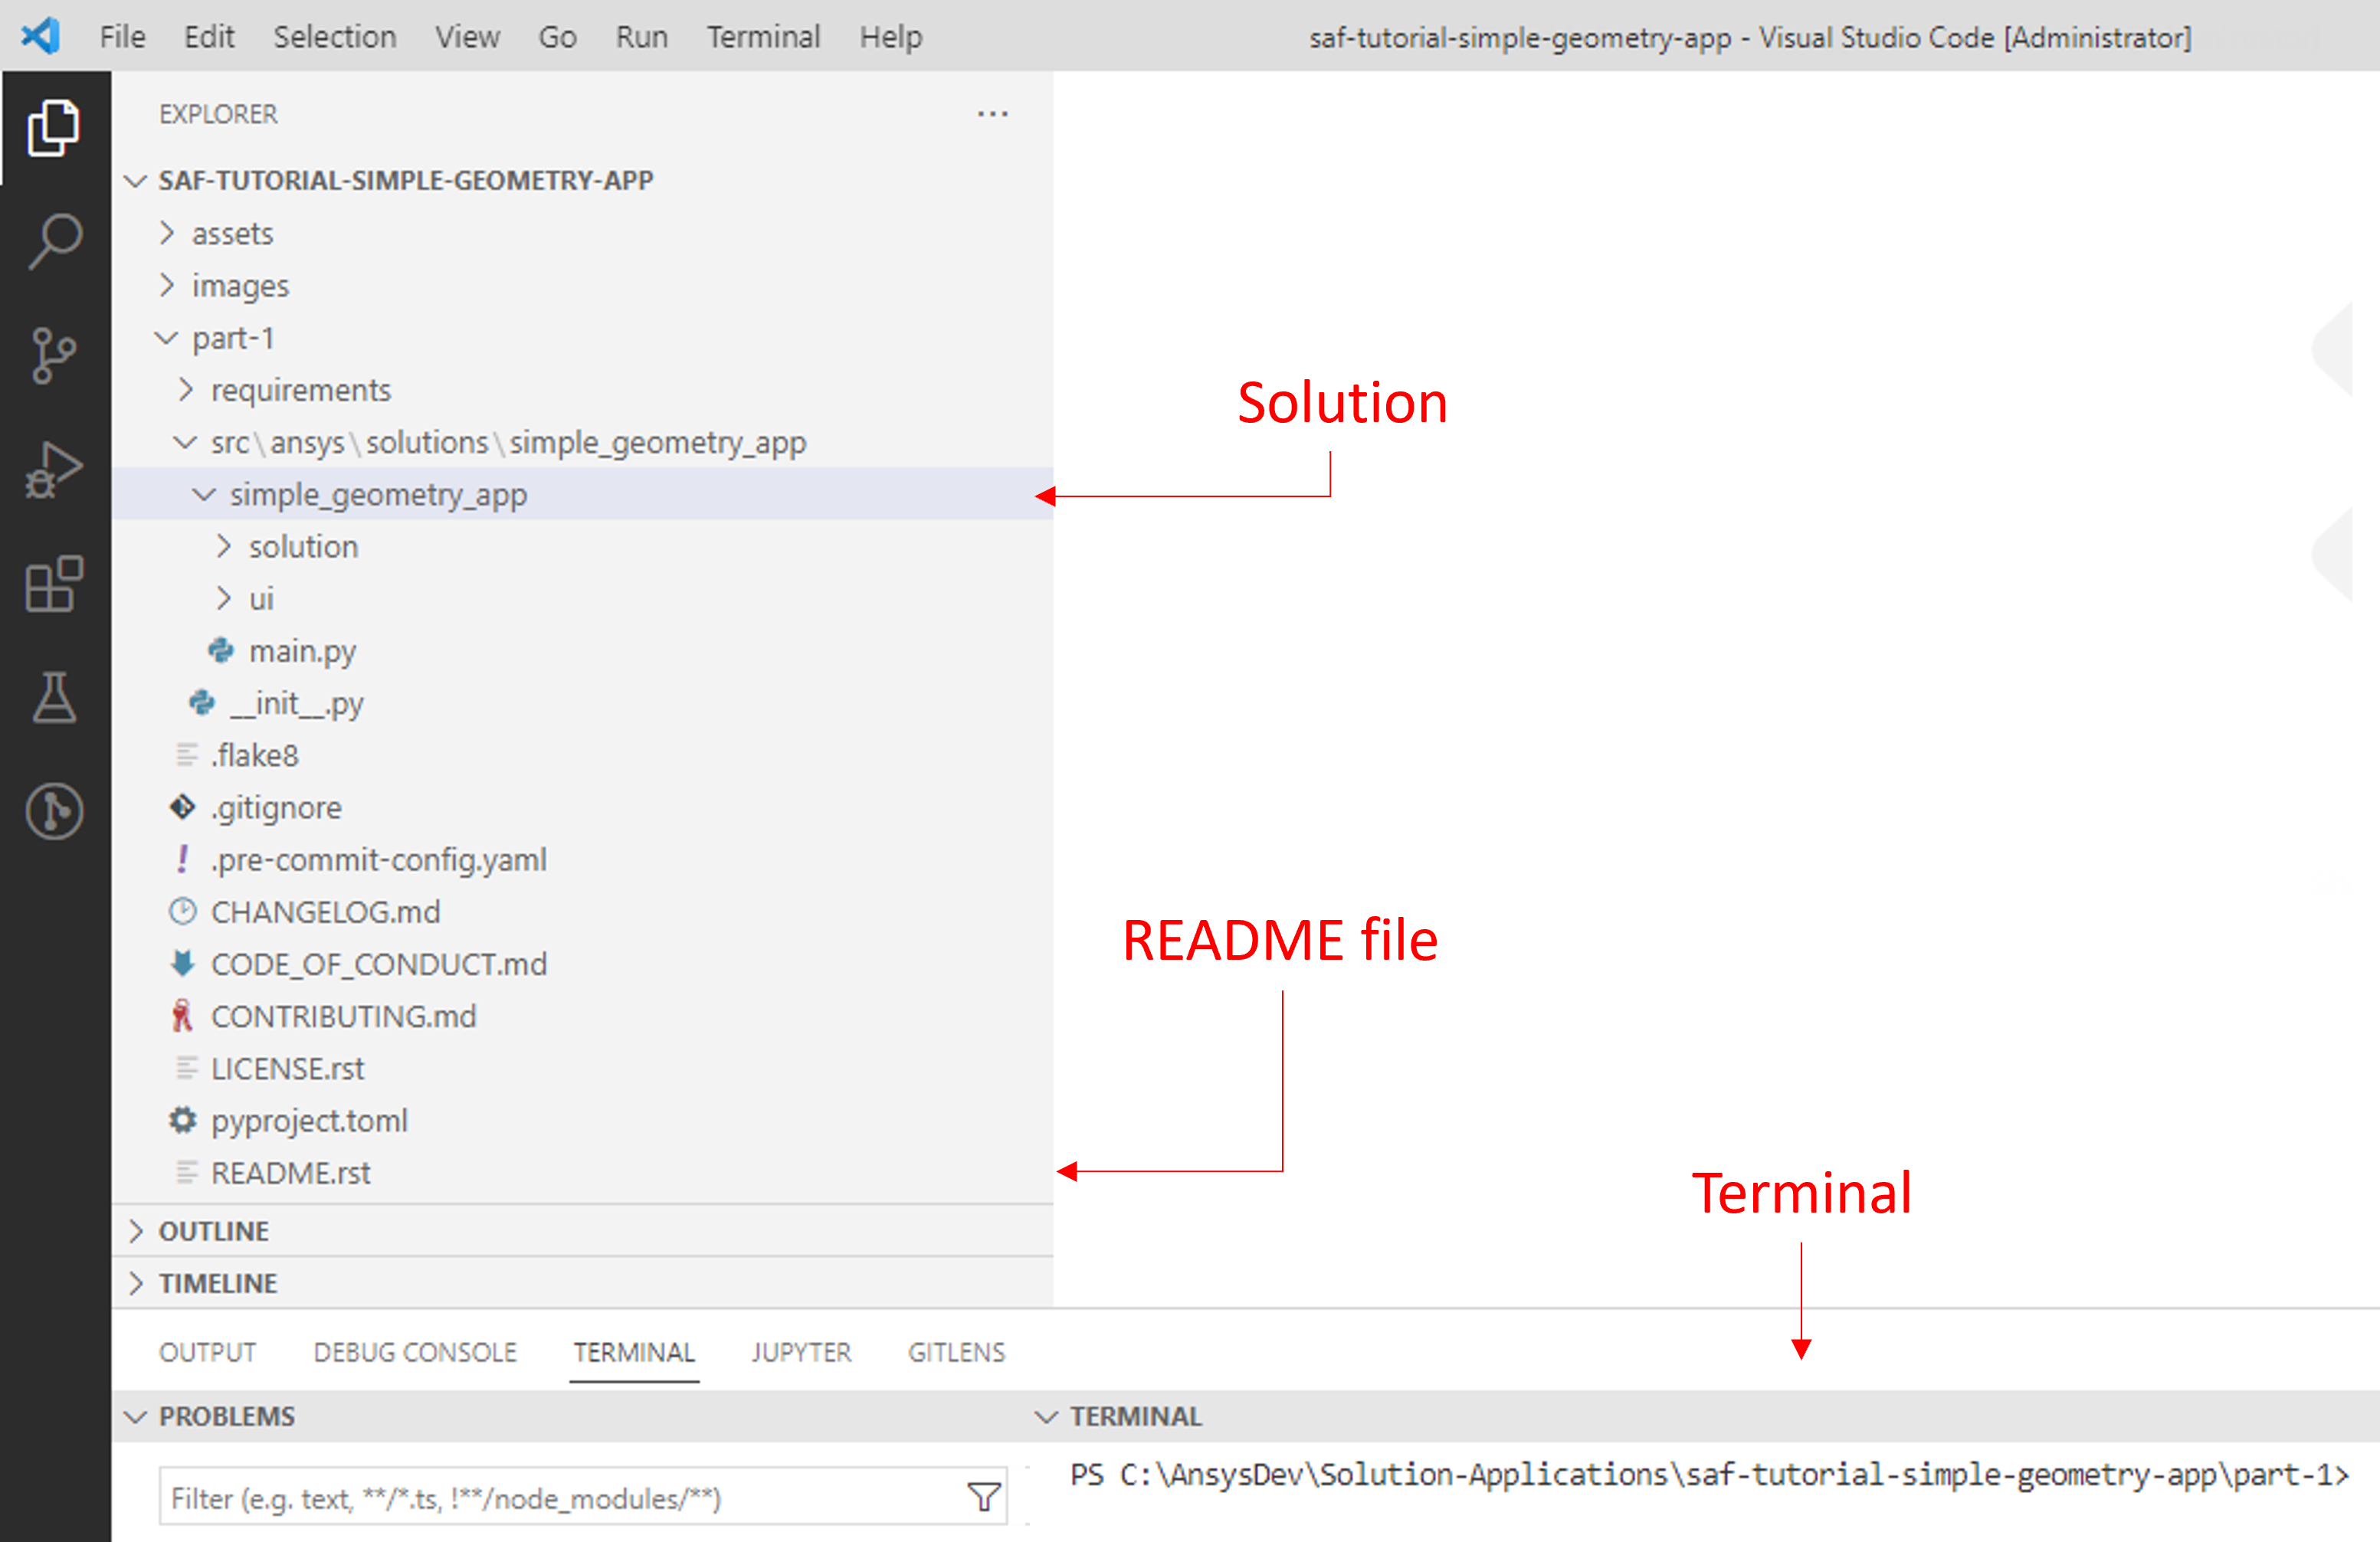 File Edit Selection View Go Run Terminal Help saf-tutorial-simple-geometry-app - Visual Studio Code [Administrator]
EXPLORER ...
SAF-TUTORIAL-SIMPLE-GEOMETRY-APP
assets
images
part-1
requirements
Solution
src\ansys\solutions\simple_geometry_app
simple_geometry_app
solution
ui
main.py
__init__.py
.flake8
.gitignore
! .pre-commit-config.yaml
CHANGELOG.md
README file
CODE_OF_CONDUCT.md
CONTRIBUTING.md
LICENSE.rst
pyproject.toml
README.rst
Terminal
OUTLINE
TIMELINE
OUTPUT DEBUG CONSOLE TERMINAL JUPYTER GITLENS
PROBLEMS TERMINAL
PS C:\AnsysDev\Solution-Applications\saf-tutorial-simple-geometry-app\part-1>
Filter (e.g. text, **/*.ts, !**/node_modules/**)